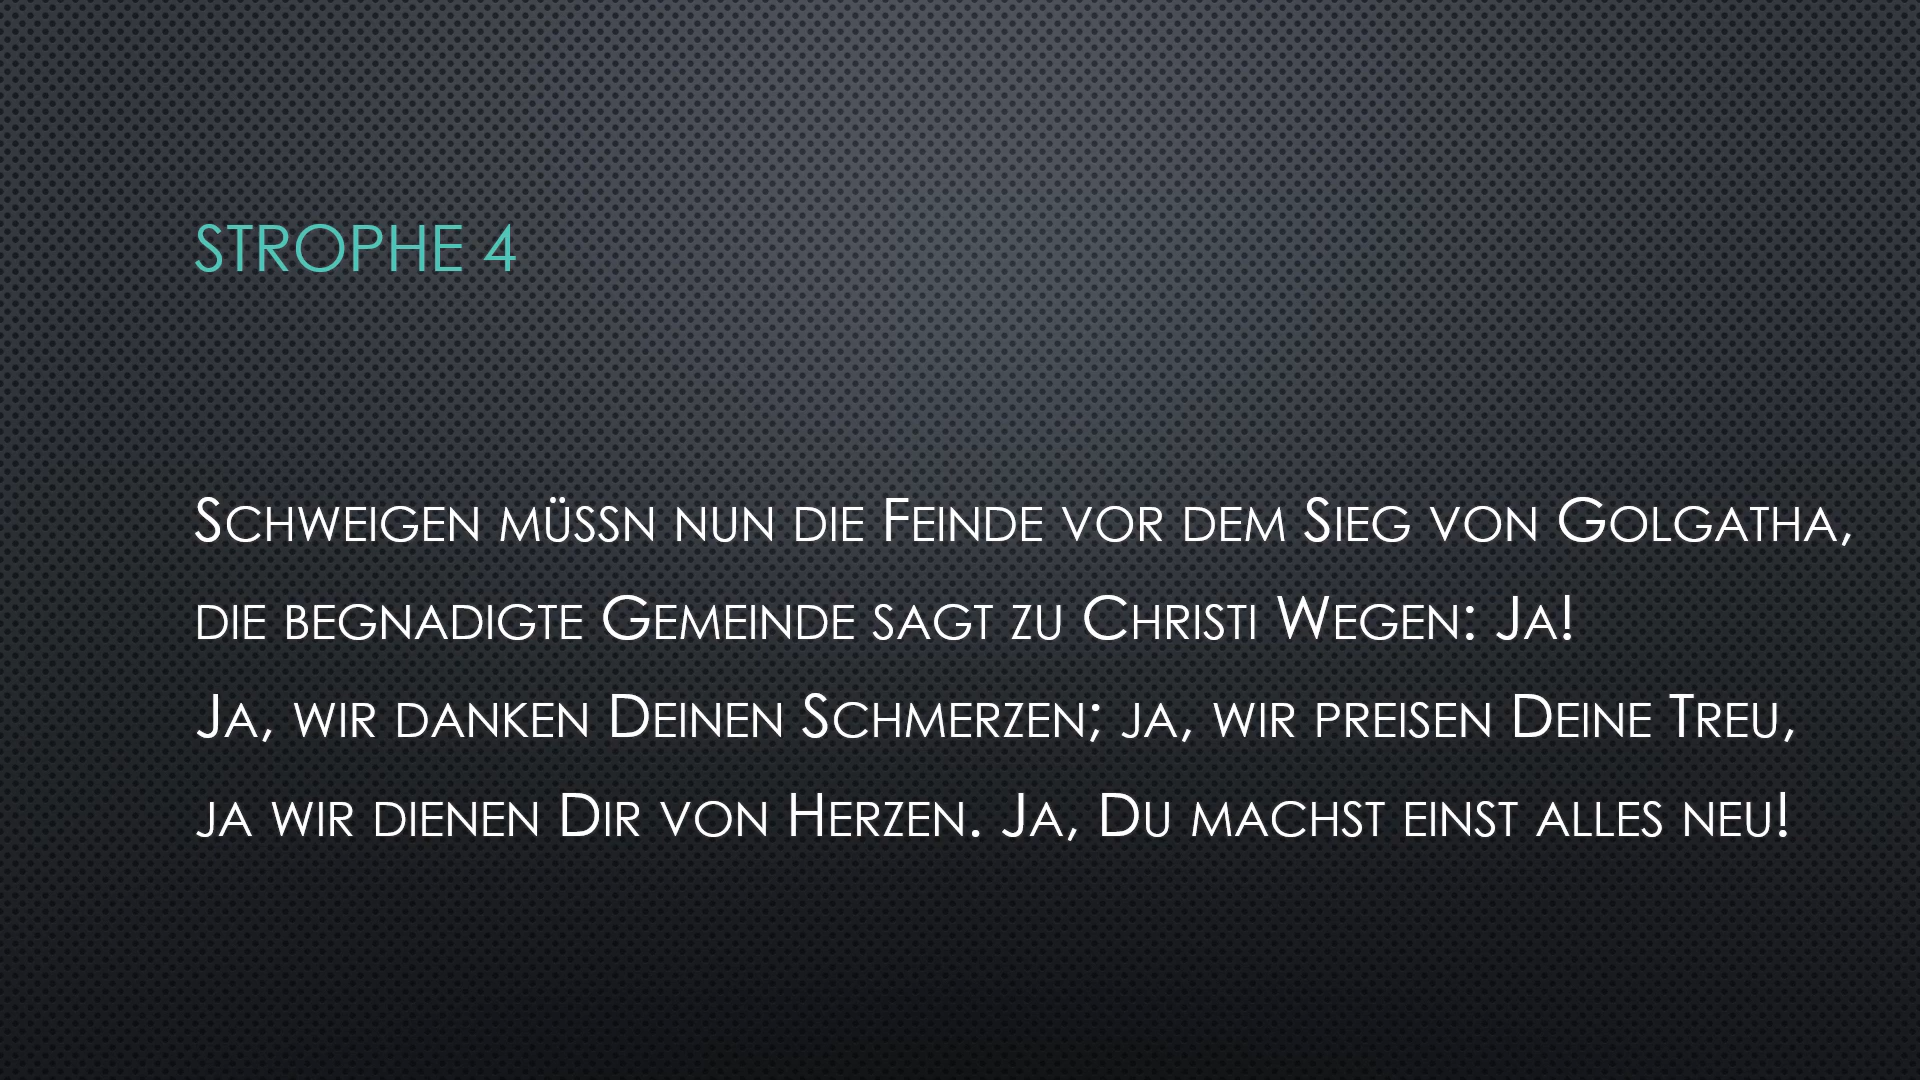 STROPHE 4
Schweigen müssn nun die Feinde vor dem Sieg von Golgatha,
die begnadigte Gemeinde sagt zu Christi Wegen: Ja!
Ja, wir danken Deinen Schmerzen; ja, wir preisen Deine Treu,
ja wir dienen Dir von Herzen. Ja, Du machst einst alles neu!